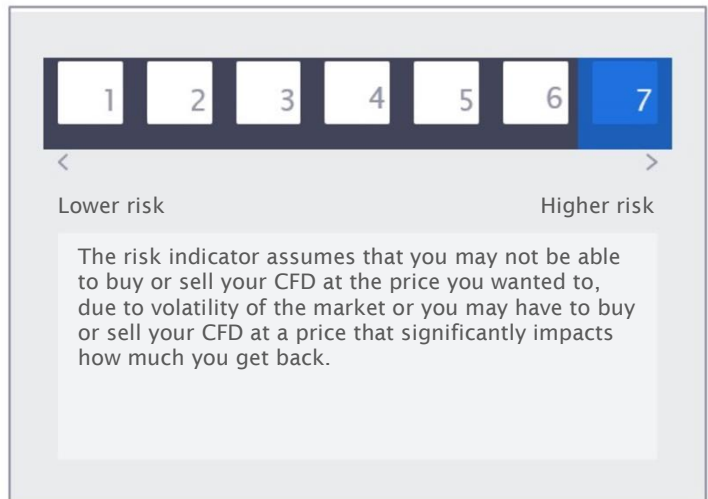 1 2 3 4 5 6 7
< >
Lower risk Higher risk
The risk indicator assumes that you may not be able
to buy or sell your CFD at the price you wanted to,
due to volatility of the market or you may have to buy
or sell your CFD at a price that significantly impacts
how much you get back.